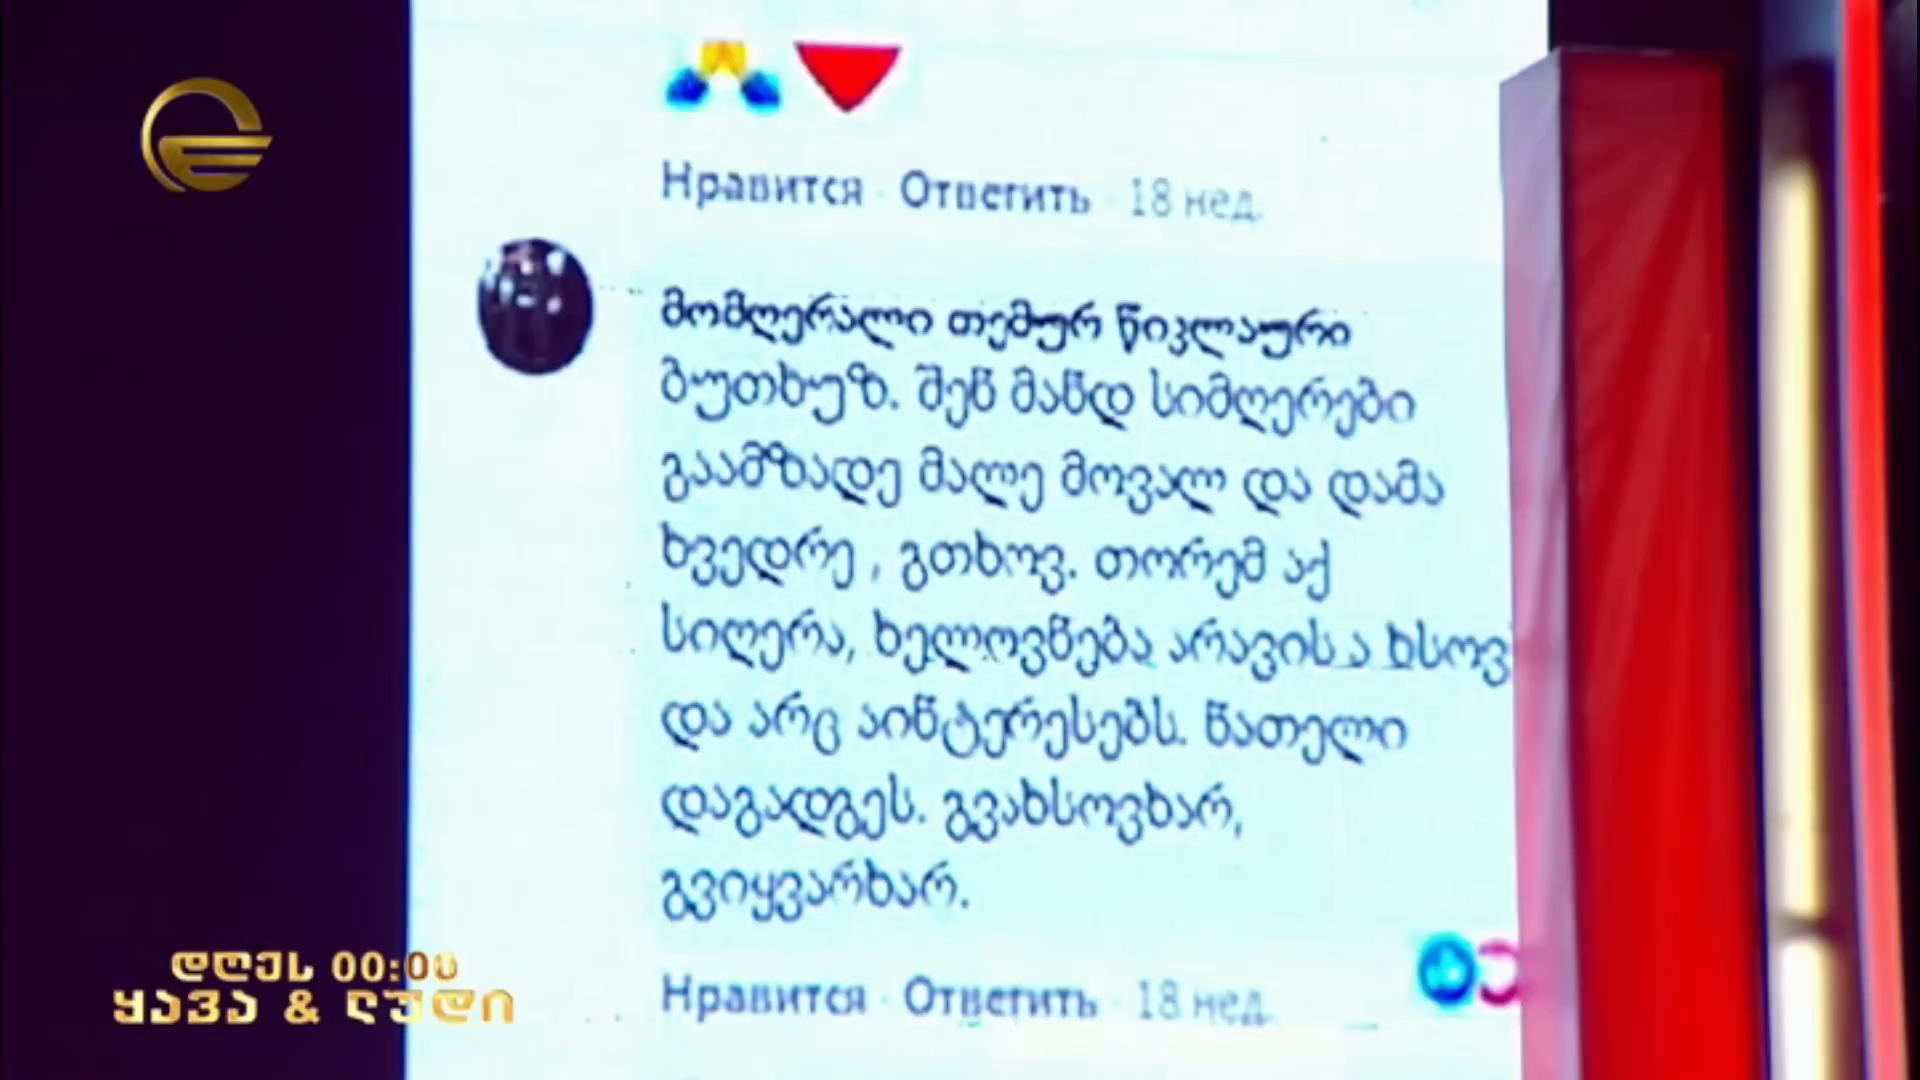 Нравится · Ответить · 18 нед.
მომღერალი თემურ წიკლაური
ბუთხუზ. შენ მანდ სიმღერები
გაამზადე მალე მოვალ და დამა
ხვედრე , გთხოვ. თორემ აქ
სიღერა, ხელოვნება არავის ა ხსოვ
და არც აინტერესებს. ნათელი
დაგადგეს. გვახსოვხარ,
გვიყვარხარ.
Нравится · Ответить · 18 нед.
დღეს 00:00
ყავა & ლუდი